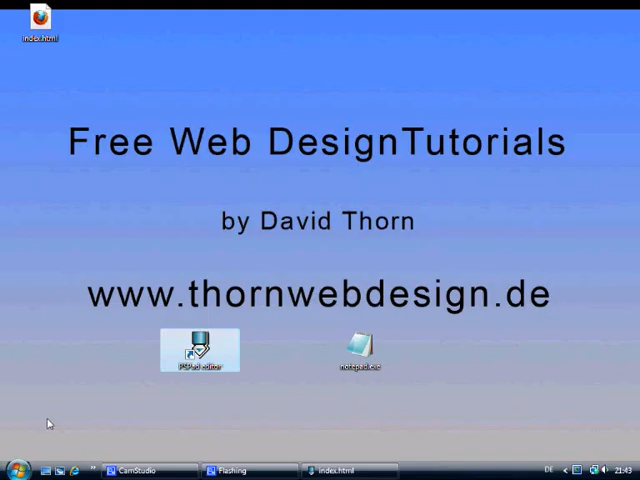 index.html
Free Web DesignTutorials
by David Thorn
www.thornwebdesign.de
PSPad editor
notepad.exe
CamStudio
Flashing
index.html
DE
21:43